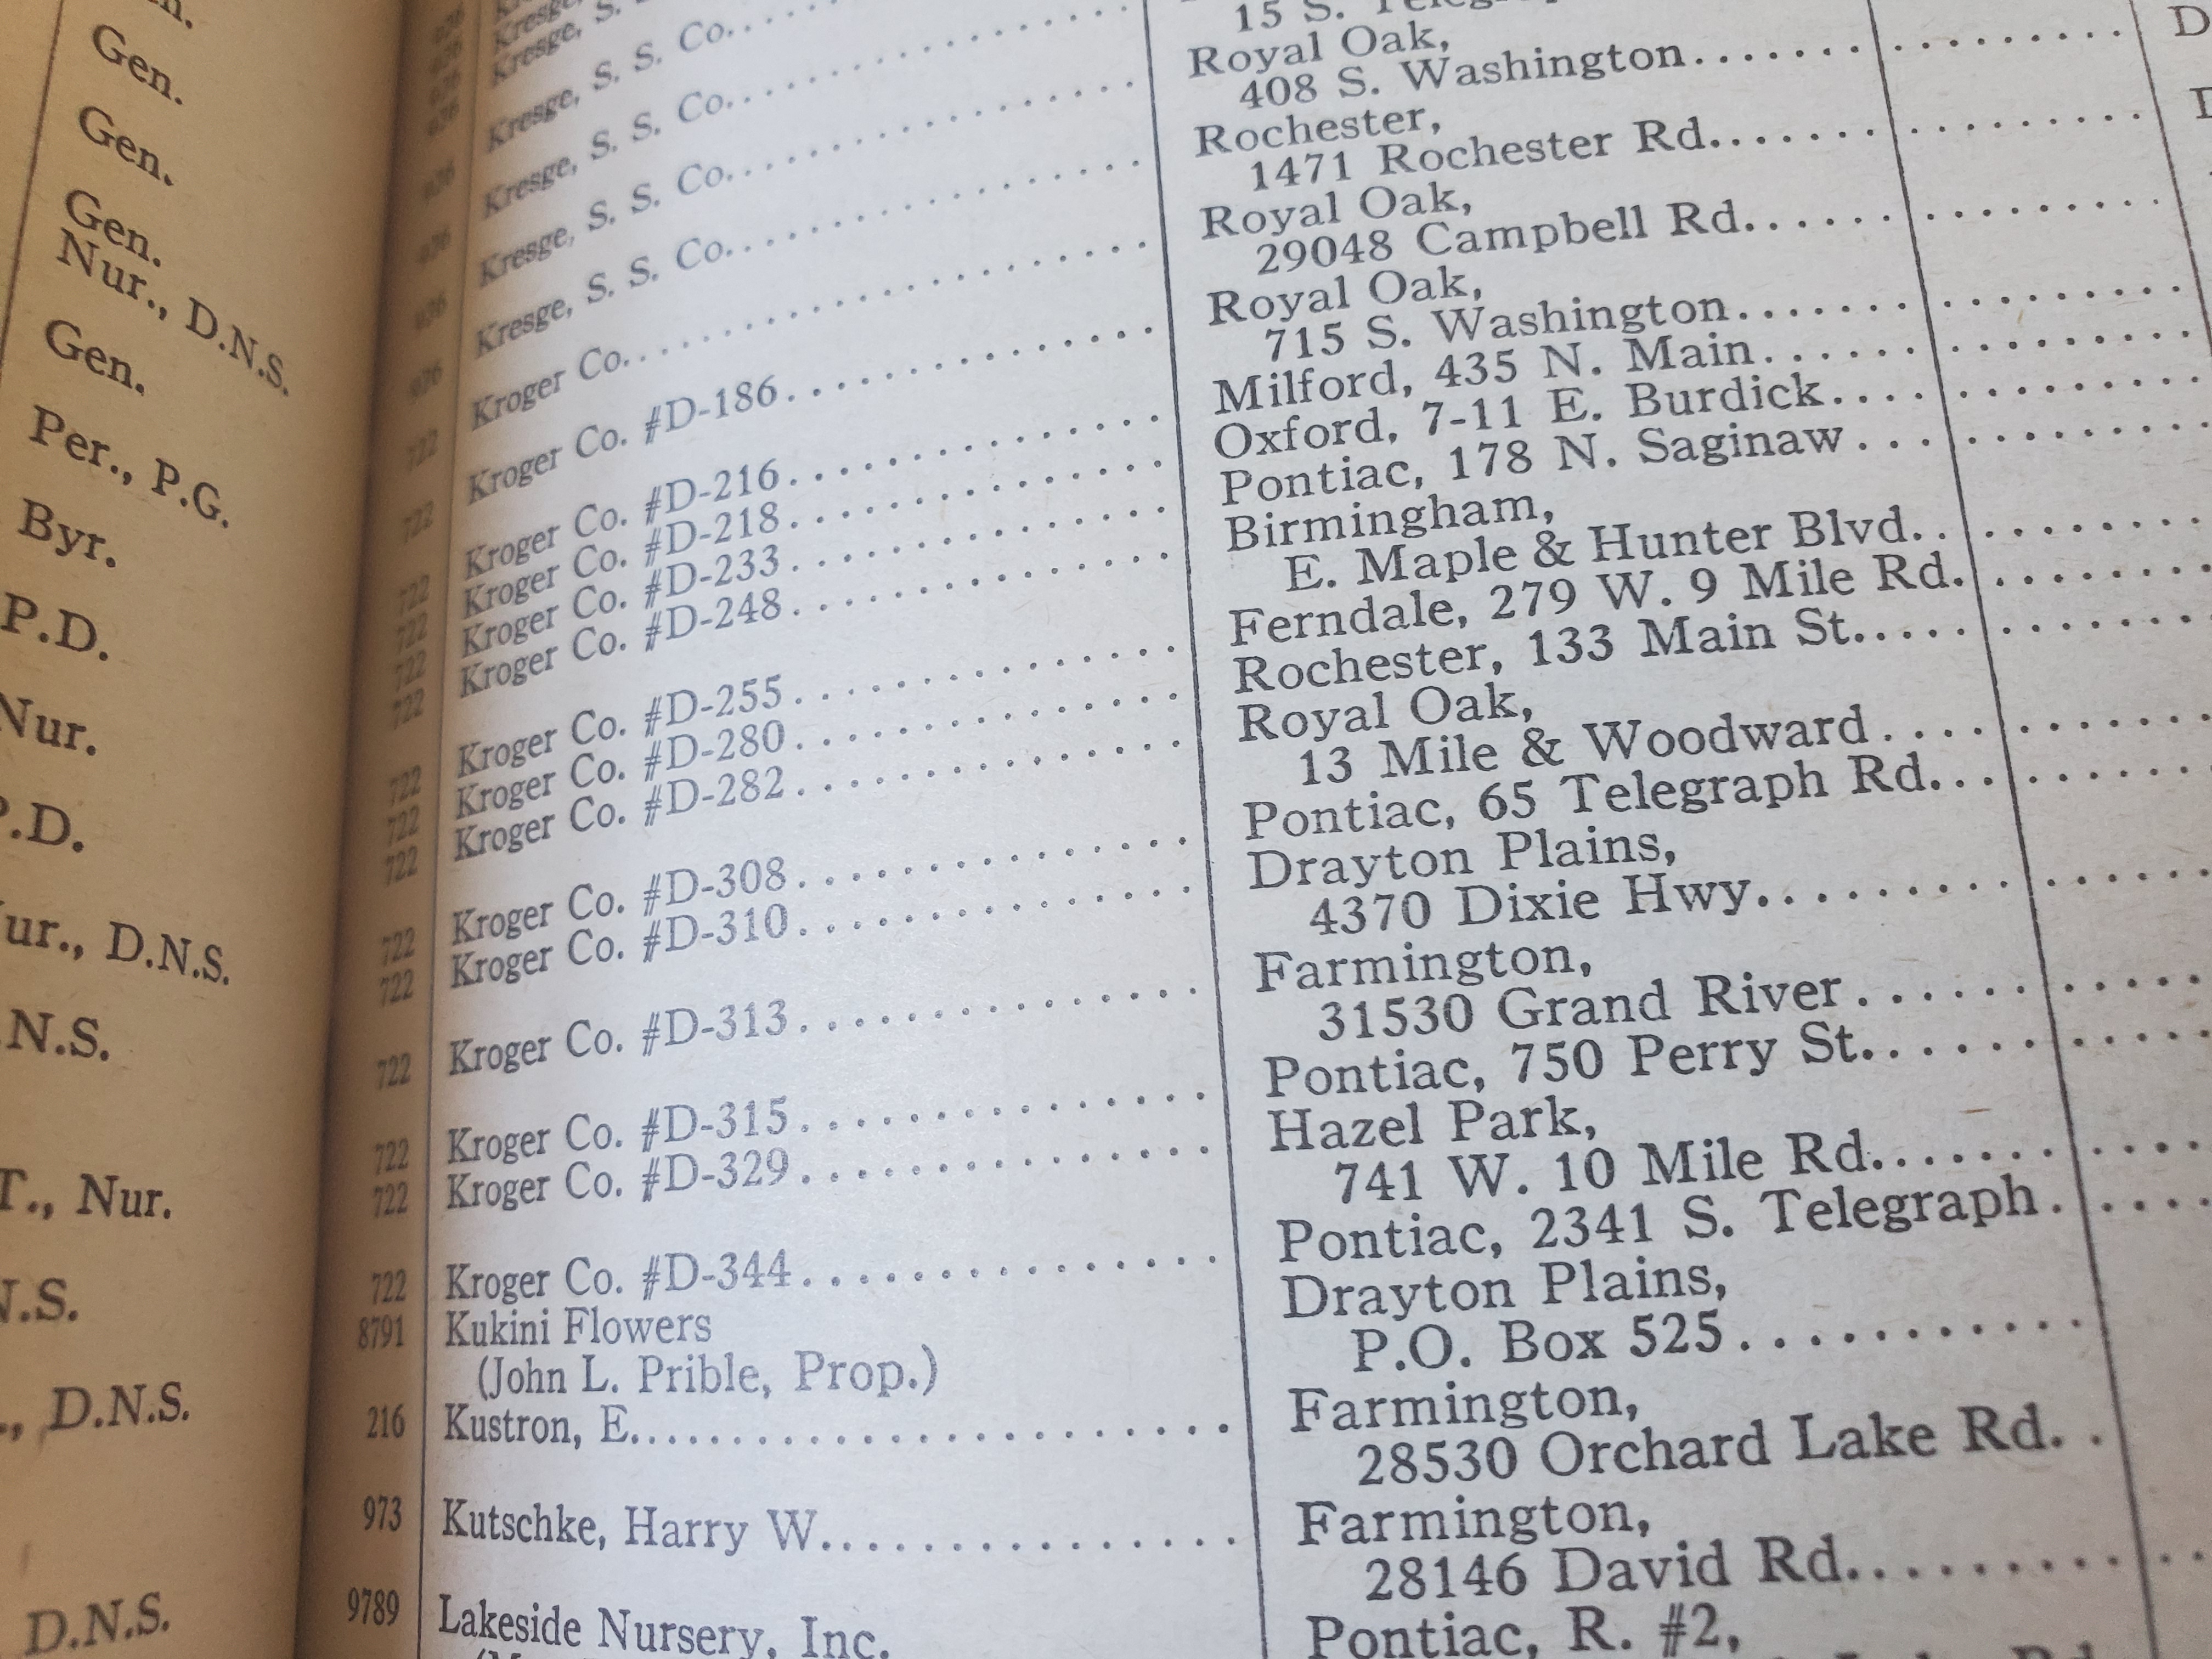 Gen.
Gen.
Gen.
Nur., D.N.S.
Gen.
Per., P.G.
Byr.
P.D.
Nur.
P.D.
Nur., D.N.S.
N.S.
T., Nur.
N.S.
D.N.S.
D.N.S.
Kresge, S.
Kresge, S. S. Co.
Kresge, S. S. Co.
Kresge, S. S. Co.
Kresge, S. S. Co.
722 Kroger Co.
722 Kroger Co. #D-186
722 Kroger Co. #D-216
722 Kroger Co. #D-218
722 Kroger Co. #D-233
722 Kroger Co. #D-248
722 Kroger Co. #D-255
722 Kroger Co. #D-280
722 Kroger Co. #D-282
722 Kroger Co. #D-308
722 Kroger Co. #D-310
722 Kroger Co. #D-313
722 Kroger Co. #D-315
722 Kroger Co. #D-329
722 Kroger Co. #D-344
8791 Kukini Flowers
(John L. Prible, Prop.)
216 Kustron, E.
973 Kutschke, Harry W.
9789 Lakeside Nursery, Inc.
15 S.
Royal Oak,
408 S. Washington
Rochester,
1471 Rochester Rd.
Royal Oak,
29048 Campbell Rd.
Royal Oak,
715 S. Washington
Milford, 435 N. Main
Oxford, 7-11 E. Burdick
Pontiac, 178 N. Saginaw
Birmingham,
E. Maple & Hunter Blvd.
Ferndale, 279 W. 9 Mile Rd.
Rochester, 133 Main St.
Royal Oak,
13 Mile & Woodward
Pontiac, 65 Telegraph Rd.
Drayton Plains,
4370 Dixie Hwy.
Farmington,
31530 Grand River
Pontiac, 750 Perry St.
Hazel Park,
741 W. 10 Mile Rd.
Pontiac, 2341 S. Telegraph
Drayton Plains,
P.O. Box 525
Farmington,
28530 Orchard Lake Rd.
Farmington,
28146 David Rd.
Pontiac, R. #2,